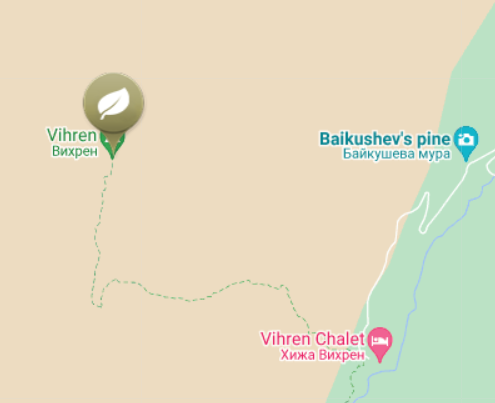 Vihren
Вихрен
Baikushev's pine
Байкушева мура
Vihren Chalet
Хижа Вихрен